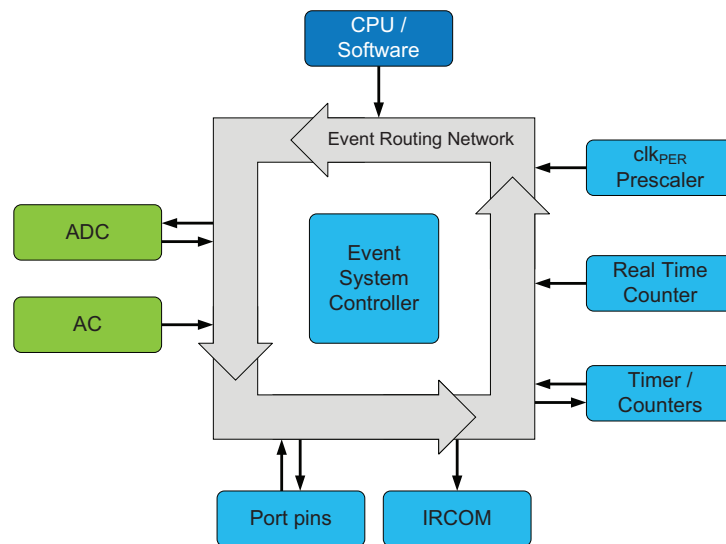 CPU /
Software
Event Routing Network
clkPER
Prescaler
ADC
Event
System
Controller
Real Time
Counter
AC
Timer /
Counters
Port pins
IRCOM